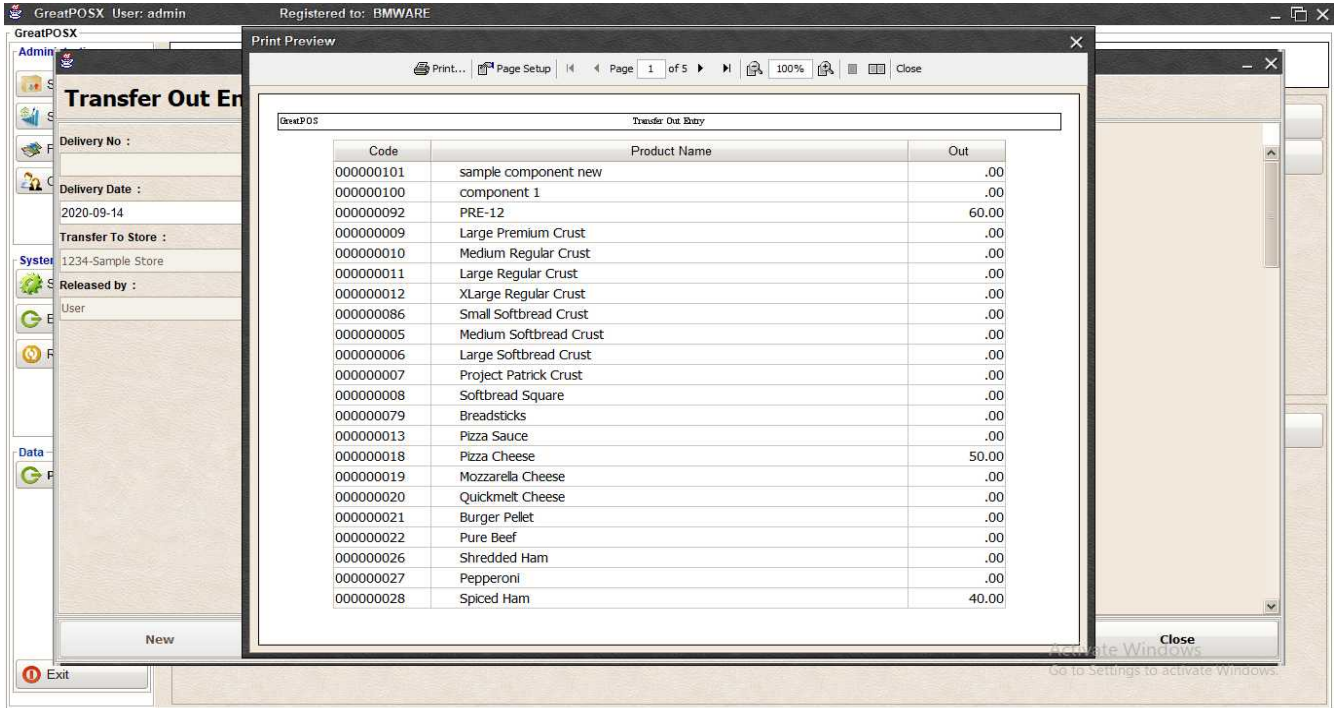 GreatPOSX User: admin Registered to: BMWARE
GreatPOSX
Print Preview
Print... Page Setup Page 1 of 5 100% Close
Transfer Out En
Delivery No :
Delivery Date :
2020-09-14
Transfer To Store :
1234-Sample Store
Released by :
User
System
Data
Exit
New
GreatPOS Transfer Out Entry
Code Product Name Out
000000101 sample component new .00
000000100 component 1 .00
000000092 PRE-12 60.00
000000009 Large Premium Crust .00
000000010 Medium Regular Crust .00
000000011 Large Regular Crust .00
000000012 XLarge Regular Crust .00
000000086 Small Softbread Crust .00
000000005 Medium Softbread Crust .00
000000006 Large Softbread Crust .00
000000007 Project Patrick Crust .00
000000008 Softbread Square .00
000000079 Breadsticks .00
000000013 Pizza Sauce .00
000000018 Pizza Cheese 50.00
000000019 Mozzarella Cheese .00
000000020 Quickmelt Cheese .00
000000021 Burger Pellet .00
000000022 Pure Beef .00
000000026 Shredded Ham .00
000000027 Pepperoni .00
000000028 Spiced Ham 40.00
Close
Activate Windows
Go to Settings to activate Windows.